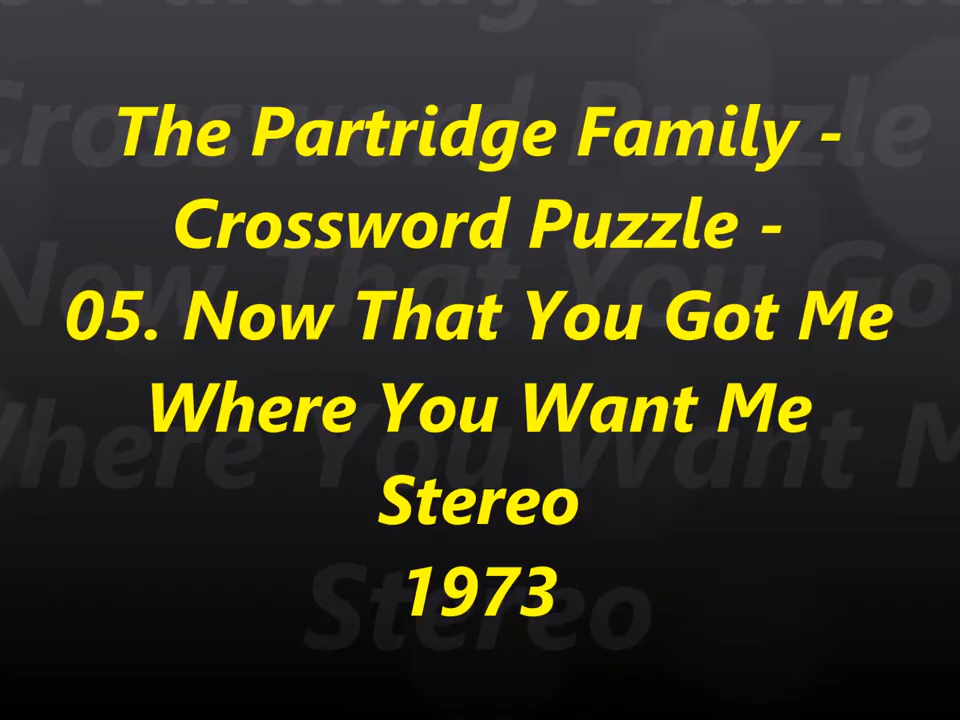 The Partridge Family -
Crossword Puzzle -
05. Now That You Got Me
Where You Want Me
Stereo
1973